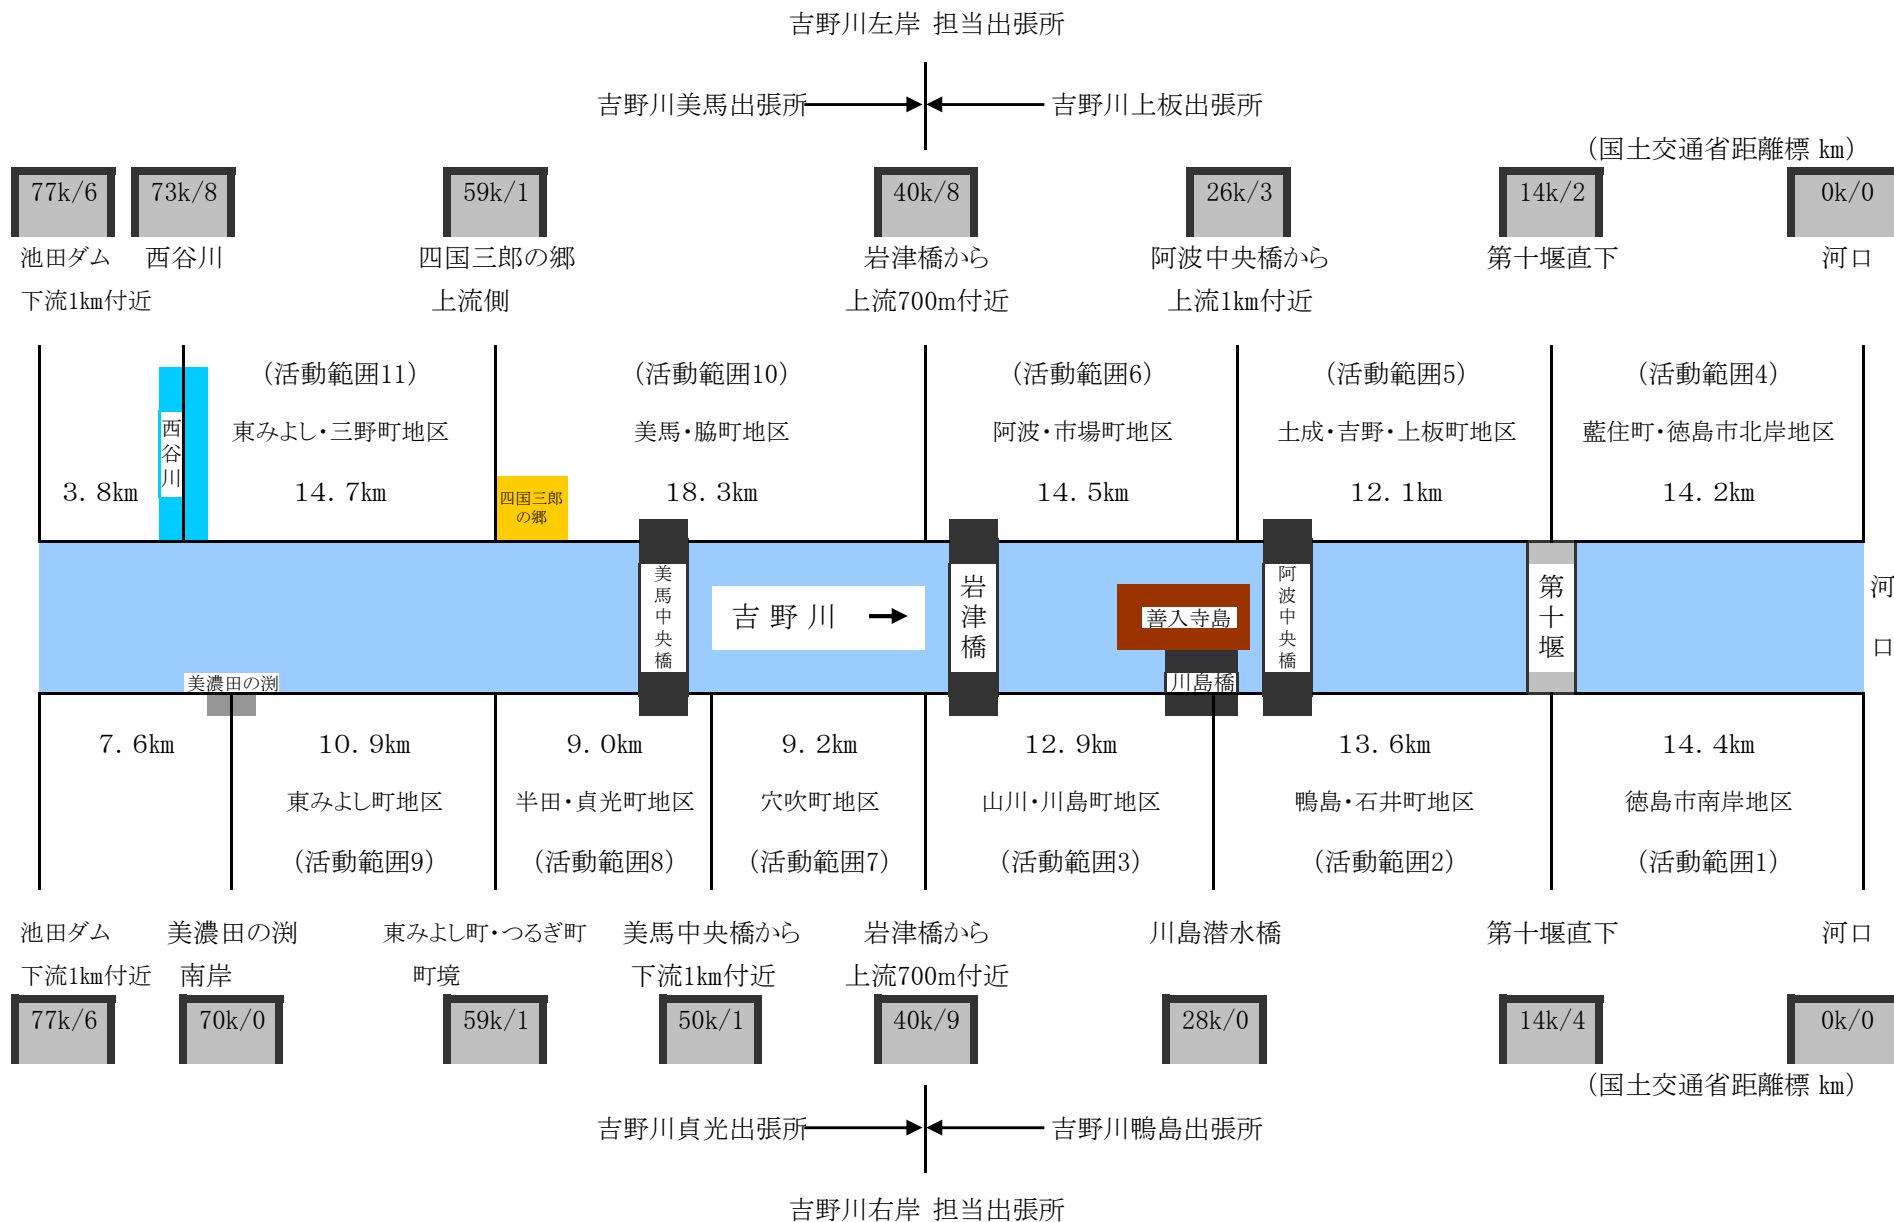 吉野川左岸 担当出張所
吉野川美馬出張所
吉野川上板出張所
(国土交通省距離標 km)
77k/6
73k/8
59k/1
40k/8
26k/3
14k/2
0k/0
池田ダム
下流1km付近
西谷川
四国三郎の郷
上流側
岩津橋から
上流700m付近
阿波中央橋から
上流1km付近
第十堰直下
河口
(活動範囲11)
(活動範囲10)
(活動範囲6)
(活動範囲5)
(活動範囲4)
東みよし・三野町地区
美馬・脇町地区
阿波・市場町地区
土成・吉野・上板町地区
藍住町・徳島市北岸地区
3.8km
西谷川
14.7km
四国三郎
の郷
18.3km
14.5km
12.1km
14.2km
美馬中央橋
吉野川 →
岩津橋
善入寺島
川島橋
阿波中央橋
第十堰
河口
美濃田の渕
7.6km
10.9km
9.0km
9.2km
12.9km
13.6km
14.4km
東みよし町地区
半田・貞光町地区
穴吹町地区
山川・川島町地区
鴨島・石井町地区
徳島市南岸地区
(活動範囲9)
(活動範囲8)
(活動範囲7)
(活動範囲3)
(活動範囲2)
(活動範囲1)
池田ダム
下流1km付近
美濃田の渕
南岸
東みよし町・つるぎ町
町境
美馬中央橋から
下流1km付近
岩津橋から
上流700m付近
川島潜水橋
第十堰直下
河口
77k/6
70k/0
59k/1
50k/1
40k/9
28k/0
14k/4
0k/0
(国土交通省距離標 km)
吉野川貞光出張所
吉野川鴨島出張所
吉野川右岸 担当出張所